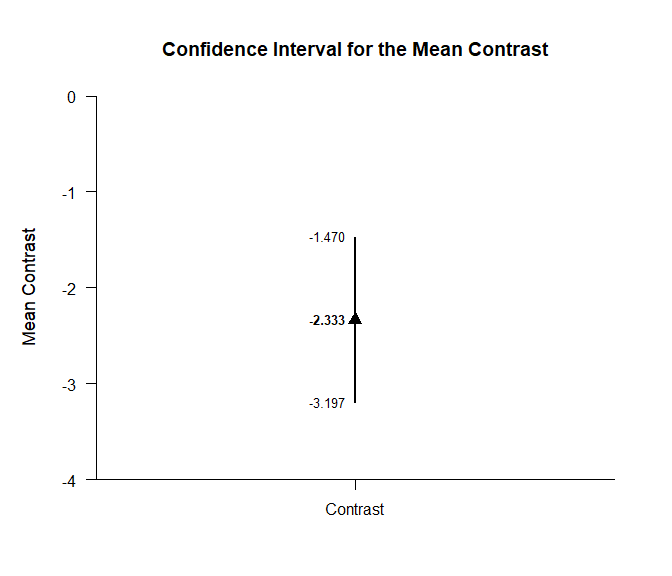 Confidence Interval for the Mean Contrast
0
-1
-2
-3
-4
Mean Contrast
-1.470
-2.333
-3.197
Contrast